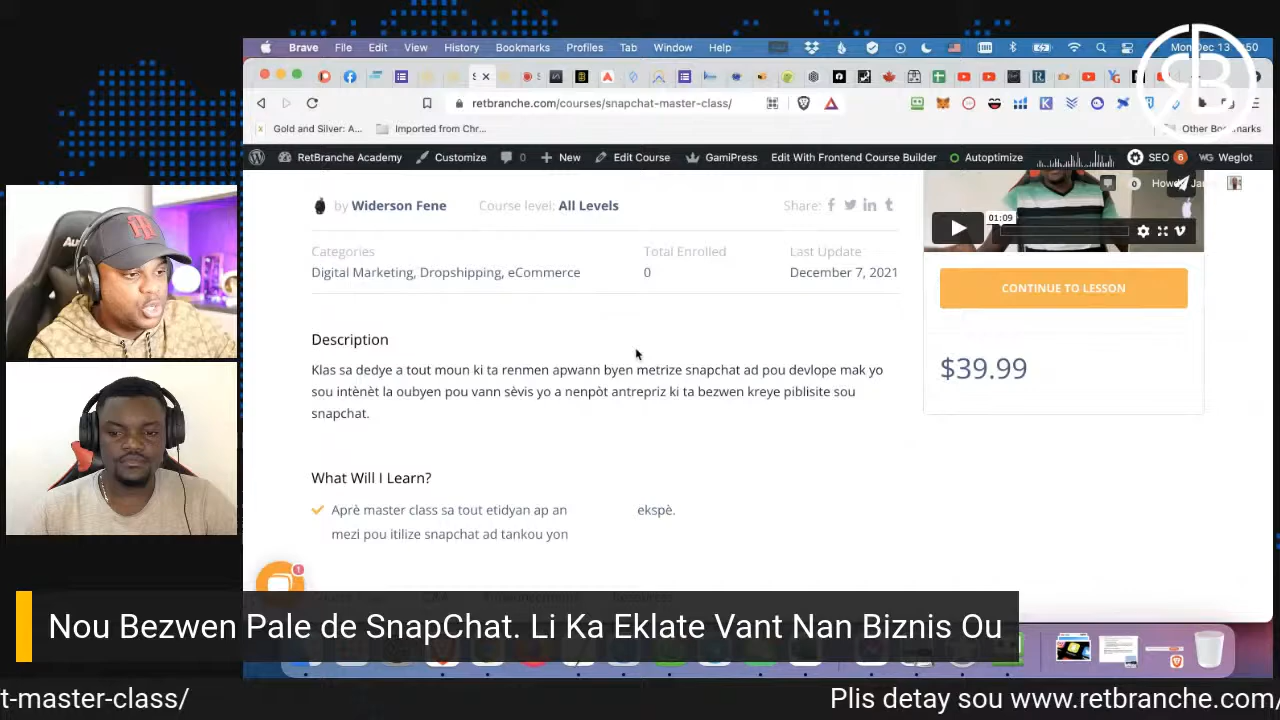 Brave File Edit View History Bookmarks Profiles Tab Window Help Mon Dec 13 :50
retbranche.com/courses/snapchat-master-class/
Gold and Silver: A... Imported from Chr... Other Bookmarks
RetBranche Academy Customize 0 New Edit Course GamiPress Edit With Frontend Course Builder Autoptimize SEO 6 Weglot
0 Howdy
by Widerson Fene Course level: All Levels Share:
01:09
Categories Total Enrolled Last Update
Digital Marketing, Dropshipping, eCommerce 0 December 7, 2021
CONTINUE TO LESSON
$39.99
Description
Klas sa dedye a tout moun ki ta renmen apwann byen metrize snapchat ad pou devlope mak yo
sou intènèt la oubyen pou vann sèvis yo a nenpòt antrepriz ki ta bezwen kreye piblisite sou
snapchat.
What Will I Learn?
Aprè master class sa tout etidyan ap an
mezi pou itilize snapchat ad tankou yon
ekspè.
Nou Bezwen Pale de SnapChat. Li Ka Eklate Vant Nan Biznis Ou
t-master-class/ Plis detay sou www.retbranche.com/